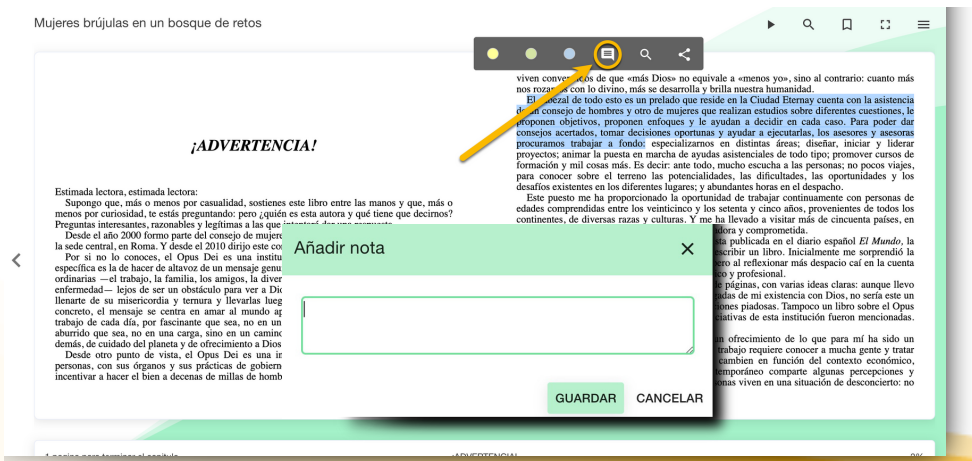 Mujeres brújulas en un bosque de retos
¡ADVERTENCIA!
Estimada lectora, estimada lectora:
Supongo que, más o menos por casualidad, sostienes este libro entre las manos y que, más o
menos por curiosidad, te estás preguntando: pero ¿quién es esta autora y qué tiene que decirnos?
Preguntas interesantes, razonables y legítimas a las que
Desde el año 2000 formo parte del consejo de mujere
la sede central, en Roma. Y desde el 2010 dirijo este co
Por si no lo conoces, el Opus Dei es una institu
específica es la de hacer de altavoz de un mensaje genu
ordinarias —el trabajo, la familia, los amigos, la diver
enfermedad— lejos de ser un obstáculo para ver a Dio
llenarte de su misericordia y ternura y llevarlas lueg
concreto, el mensaje se centra en amar al mundo ap
trabajo de cada día, por fascinante que sea, no en un
aburrido que sea, no en una carga, sino en un camino
demás, de cuidado del planeta y de ofrecimiento a Dios
Desde otro punto de vista, el Opus Dei es una in
personas, con sus órganos y sus prácticas de gobiern
incentivar a hacer el bien a decenas de millas de homb
viven de que «más Dios» no equivale a «menos yo», sino al contrario: cuanto más
nos con lo divino, más se desarrolla y brilla nuestra humanidad.
El de todo esto es un prelado que reside en la Ciudad Eternay cuenta con la asistencia
de un consejo de hombres y otro de mujeres que realizan estudios sobre diferentes cuestiones, le
proponen objetivos, proponen enfoques y le ayudan a decidir en cada caso. Para poder dar
consejos acertados, tomar decisiones oportunas y ayudar a ejecutarlas, los asesores y asesoras
procuramos trabajar a fondo: especializarnos en distintas áreas; diseñar, iniciar y liderar
proyectos; animar la puesta en marcha de ayudas asistenciales de todo tipo; promover cursos de
formación y mil cosas más. Es decir: ante todo, mucho escucha a las personas; no pocos viajes,
para conocer sobre el terreno las potencialidades, las dificultades, las oportunidades y los
desafíos existentes en los diferentes lugares; y abundantes horas en el despacho.
Este puesto me ha proporcionado la oportunidad de trabajar continuamente con personas de
edades comprendidas entre los veinticinco y los setenta y cinco años, provenientes de todos los
continentes, de diversas razas y culturas. Y me ha llevado a visitar más de cincuenta países, en
adora y comprometida.
sta publicada en el diario español El Mundo, la
escribir un libro. Inicialmente me sorprendió la
pero al reflexionar más despacio caí en la cuenta
ico y profesional.
de páginas, con varias ideas claras: aunque llevo
gadas de mi existencia con Dios, no sería este un
ciones piadosas. Tampoco un libro sobre el Opus
ciativas de esta institución fueron mencionadas.
un ofrecimiento de lo que para mí ha sido un
trabajo requiere conocer a mucha gente y tratar
cambien en función del contexto económico,
temporáneo comparte algunas percepciones y
sonas viven en una situación de desconcierto: no
Añadir nota
GUARDAR CANCELAR